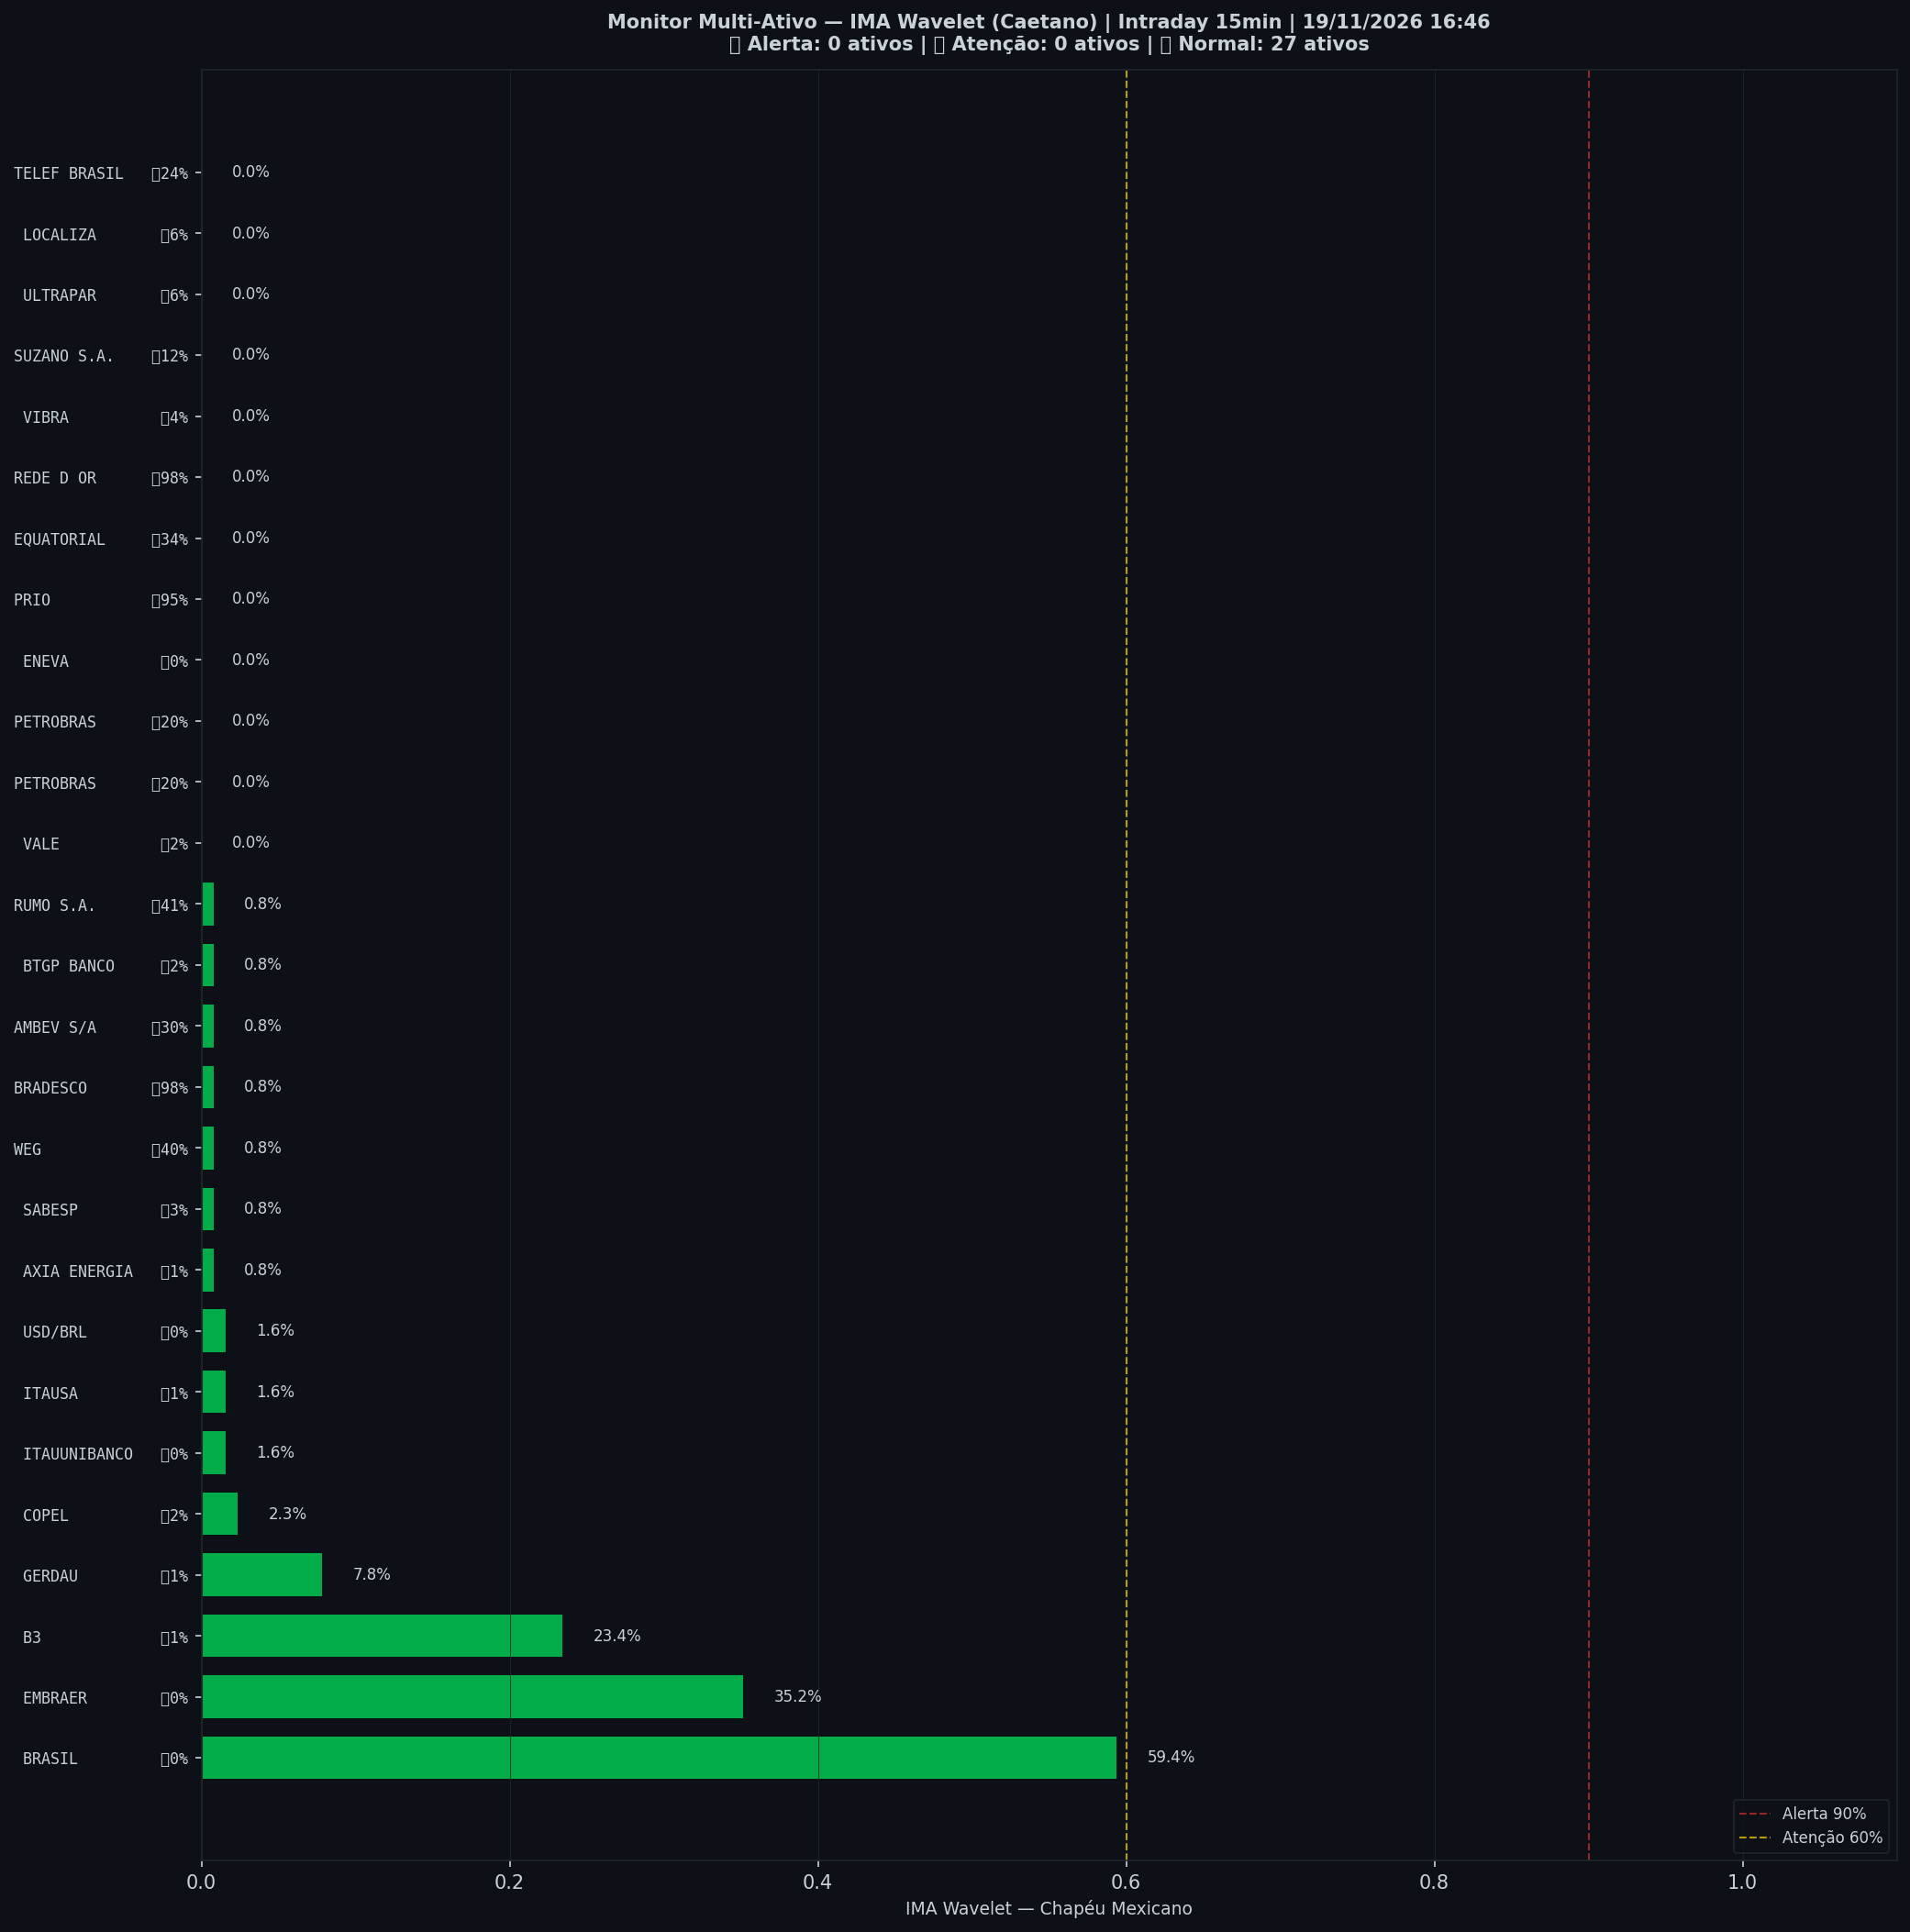 Monitor Multi-Ativo — IMA Wavelet (Caetano) | Intraday 15min | 19/11/2026 16:46
▯ Alerta: 0 ativos | ▯ Atenção: 0 ativos | ▯ Normal: 27 ativos
TELEF BRASIL ▯24% 0.0%
LOCALIZA ▯6% 0.0%
ULTRAPAR ▯6% 0.0%
SUZANO S.A. ▯12% 0.0%
VIBRA ▯4% 0.0%
REDE D OR ▯98% 0.0%
EQUATORIAL ▯34% 0.0%
PRIO ▯95% 0.0%
ENEVA ▯0% 0.0%
PETROBRAS ▯20% 0.0%
PETROBRAS ▯20% 0.0%
VALE ▯2% 0.0%
RUMO S.A. ▯41% 0.8%
BTGP BANCO ▯2% 0.8%
AMBEV S/A ▯30% 0.8%
BRADESCO ▯98% 0.8%
WEG ▯40% 0.8%
SABESP ▯3% 0.8%
AXIA ENERGIA ▯1% 0.8%
USD/BRL ▯0% 1.6%
ITAUSA ▯1% 1.6%
ITAUUNIBANCO ▯0% 1.6%
COPEL ▯2% 2.3%
GERDAU ▯1% 7.8%
B3 ▯1% 23.4%
EMBRAER ▯0% 35.2%
BRASIL ▯0% 59.4%
Alerta 90%
Atenção 60%
0.0 0.2 0.4 0.6 0.8 1.0
IMA Wavelet — Chapéu Mexicano